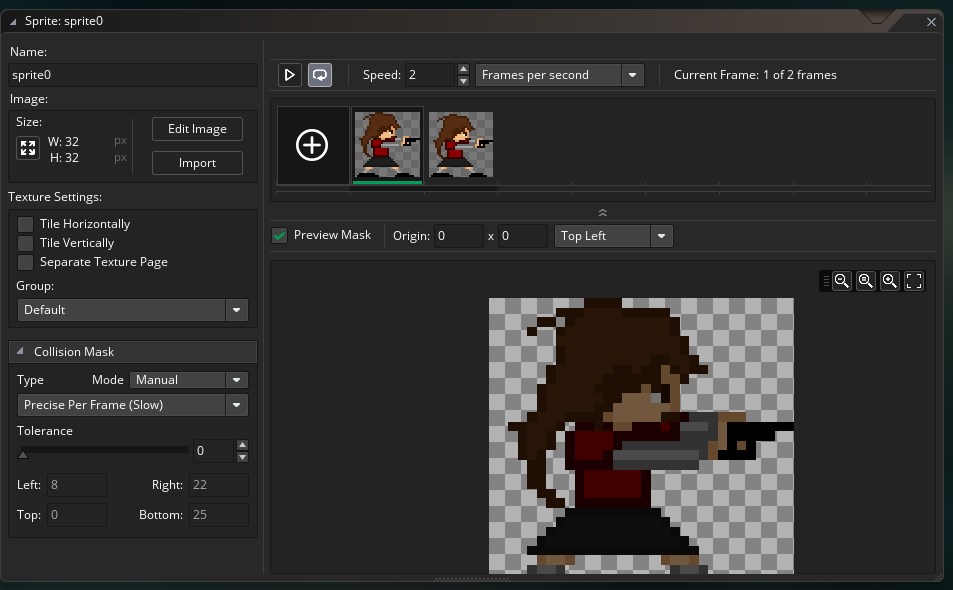 Sprite: sprite0
Name:
sprite0
Image:
Size:
W: 32 px
H: 32 px
Edit Image
Import
Texture Settings:
Tile Horizontally
Tile Vertically
Separate Texture Page
Group:
Default
Collision Mask
Type Mode Manual
Precise Per Frame (Slow)
Tolerance
0
Left: 8 Right: 22
Top: 0 Bottom: 25
Speed: 2 Frames per second Current Frame: 1 of 2 frames
Preview Mask Origin: 0 x 0 Top Left